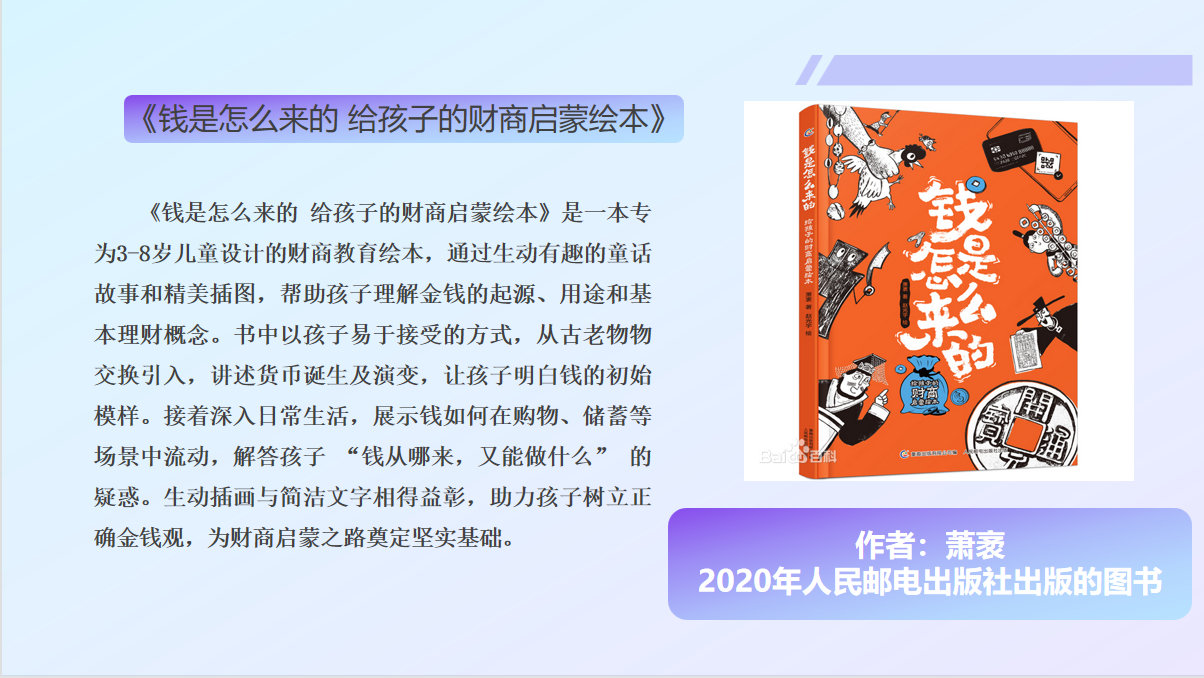 《钱是怎么来的 给孩子的财商启蒙绘本》
《钱是怎么来的 给孩子的财商启蒙绘本》是一本专
为3-8岁儿童设计的财商教育绘本，通过生动有趣的童话
故事和精美插图，帮助孩子理解金钱的起源、用途和基
本理财概念。书中以孩子易于接受的方式，从古老物物
交换引入，讲述货币诞生及演变，让孩子明白钱的初始
模样。接着深入日常生活，展示钱如何在购物、储蓄等
场景中流动，解答孩子 “钱从哪来，又能做什么” 的
疑惑。生动插画与简洁文字相得益彰，助力孩子树立正
确金钱观，为财商启蒙之路奠定坚实基础。
钱是怎么来的
给孩子的财商启蒙绘本
钱
是
怎么
来的
给孩子的
财商
启蒙绘本
開通
寳元
Bai百科
作者：萧袤
2020年人民邮电出版社出版的图书